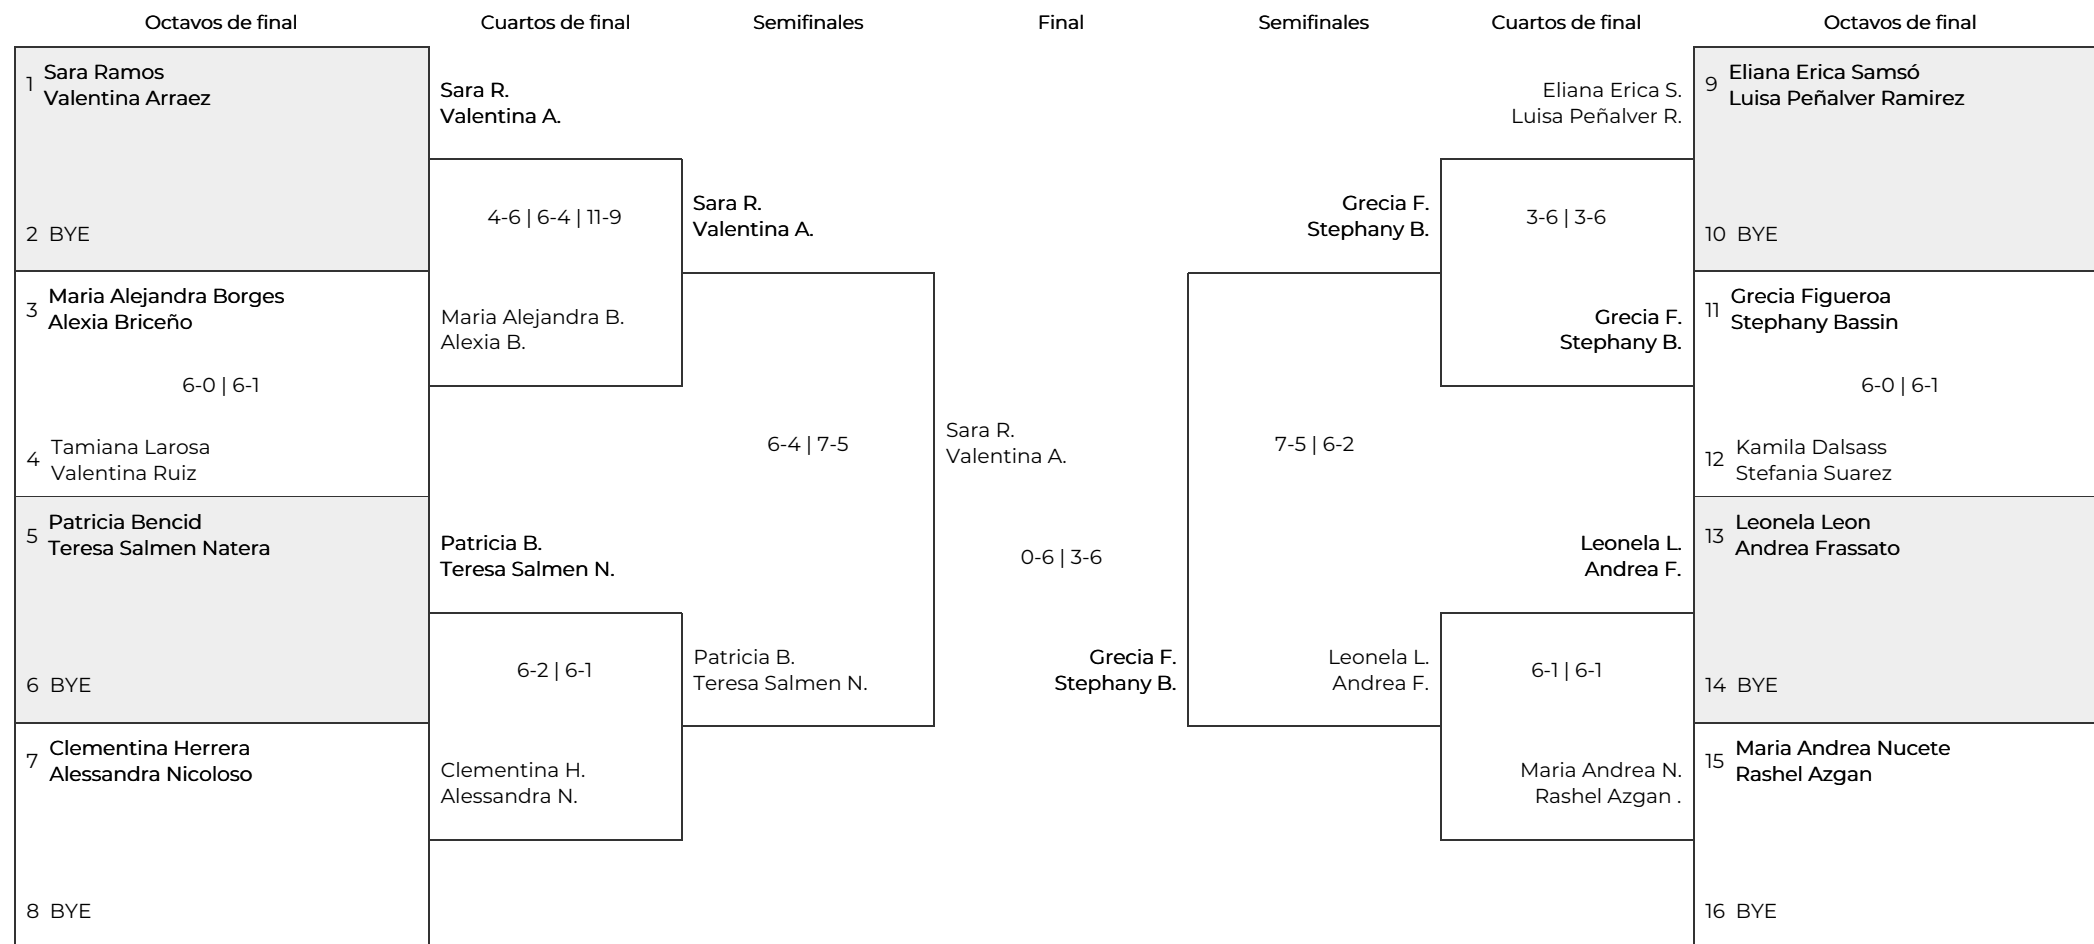 Octavos de final
Cuartos de final
Semifinales
Final
Semifinales
Cuartos de final
Octavos de final
1
Sara Ramos
Valentina Arraez
2 BYE
3
Maria Alejandra Borges
Alexia Briceño
6-0 | 6-1
4
Tamiana Larosa
Valentina Ruiz
5
Patricia Bencid
Teresa Salmen Natera
6 BYE
7
Clementina Herrera
Alessandra Nicoloso
8 BYE
Sara R.
Valentina A.
4-6 | 6-4 | 11-9
Maria Alejandra B.
Alexia B.
Patricia B.
Teresa Salmen N.
6-2 | 6-1
Clementina H.
Alessandra N.
Sara R.
Valentina A.
6-4 | 7-5
Patricia B.
Teresa Salmen N.
Sara R.
Valentina A.
0-6 | 3-6
Grecia F.
Stephany B.
Grecia F.
Stephany B.
7-5 | 6-2
Leonela L.
Andrea F.
Eliana Erica S.
Luisa Peñalver R.
3-6 | 3-6
Grecia F.
Stephany B.
Leonela L.
Andrea F.
6-1 | 6-1
Maria Andrea N.
Rashel Azgan .
9
Eliana Erica Samsó
Luisa Peñalver Ramirez
10 BYE
11
Grecia Figueroa
Stephany Bassin
6-0 | 6-1
12
Kamila Dalsass
Stefania Suarez
13
Leonela Leon
Andrea Frassato
14 BYE
15
Maria Andrea Nucete
Rashel Azgan
16 BYE